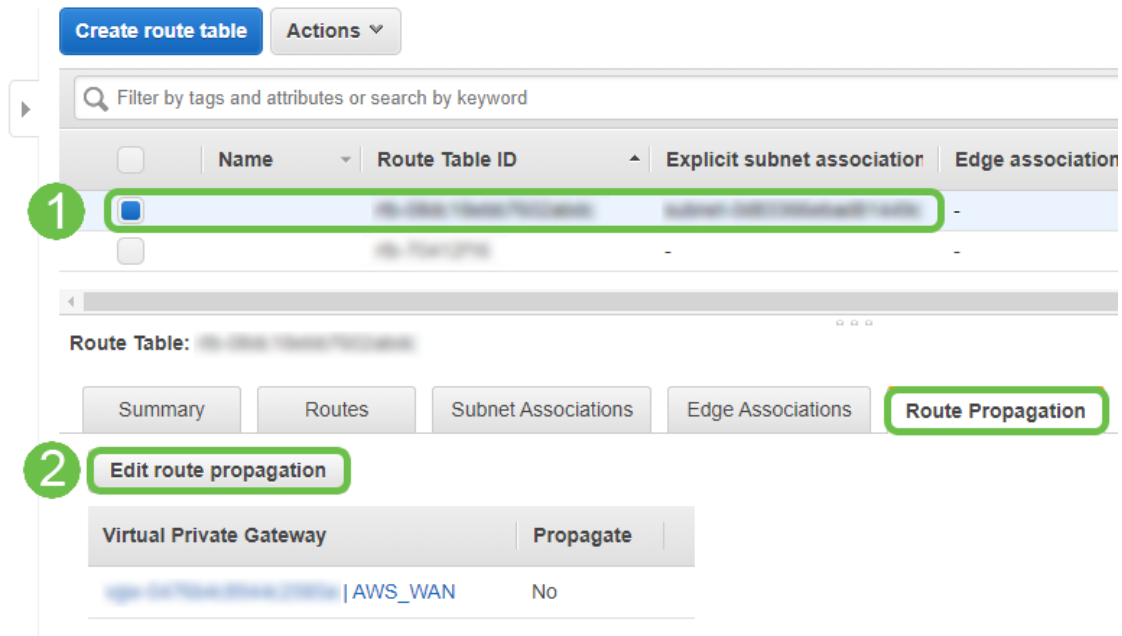 Create route table Actions
Filter by tags and attributes or search by keyword
Name Route Table ID Explicit subnet association Edge association
1 -
- -
Route Table:
Summary Routes Subnet Associations Edge Associations Route Propagation
2 Edit route propagation
Virtual Private Gateway Propagate
| AWS_WAN No